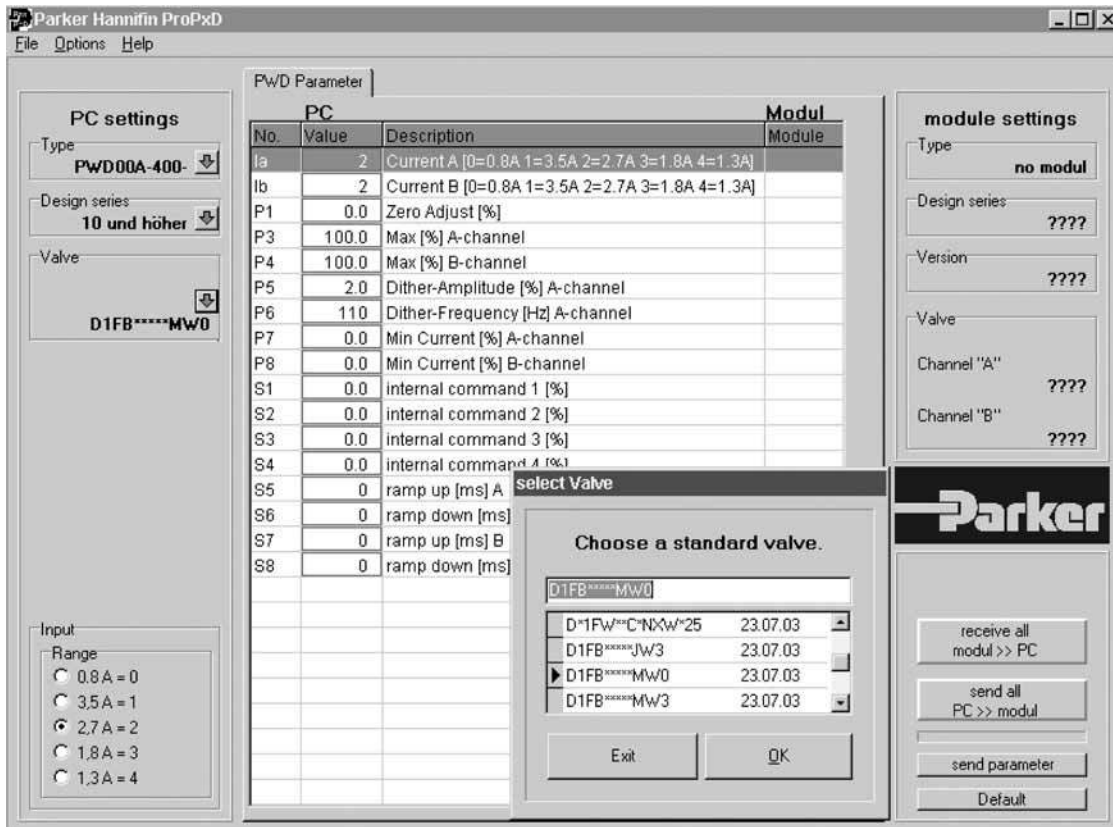 Parker Hannifin ProPxD
File Options Help
PWD Parameter
PC settings
Type
PWD00A-400-
Design series
10 und höher
Valve
D1FB*****MW0
Input
Range
0.8 A = 0
3,5 A = 1
2,7 A = 2
1,8 A = 3
1,3 A = 4
PC Modul
No. Value Description Module
Ia 2 Current A [0=0.8A 1=3.5A 2=2.7A 3=1.8A 4=1.3A]
Ib 2 Current B [0=0.8A 1=3.5A 2=2.7A 3=1.8A 4=1.3A]
P1 0.0 Zero Adjust [%]
P3 100.0 Max [%] A-channel
P4 100.0 Max [%] B-channel
P5 2.0 Dither-Amplitude [%] A-channel
P6 110 Dither-Frequency [Hz] A-channel
P7 0.0 Min Current [%] A-channel
P8 0.0 Min Current [%] B-channel
S1 0.0 internal command 1 [%]
S2 0.0 internal command 2 [%]
S3 0.0 internal command 3 [%]
S4 0.0 internal command 4 [%]
S5 0 ramp up [ms] A
S6 0 ramp down [ms]
S7 0 ramp up [ms] B
S8 0 ramp down [ms]
select Valve
Choose a standard valve.
D1FB*****MW0
D*1FW**C*NXW*25 23.07.03
D1FB*****JW3 23.07.03
D1FB*****MW0 23.07.03
D1FB*****MW3 23.07.03
Exit OK
module settings
Type
no modul
Design series
????
Version
????
Valve
Channel "A"
????
Channel "B"
????
Parker
receive all
modul >> PC
send all
PC >> modul
send parameter
Default